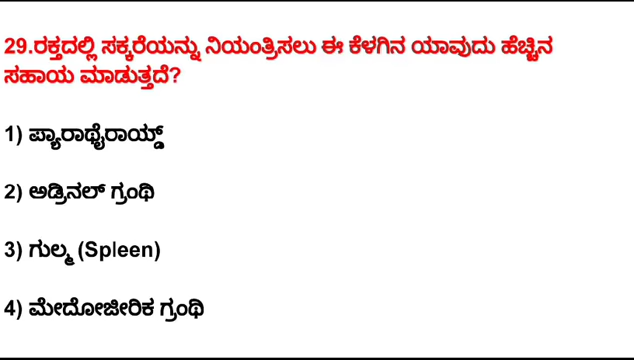 29.ರಕ್ತದಲ್ಲಿ ಸಕ್ಕರೆಯನ್ನು ನಿಯಂತ್ರಿಸಲು ಈ ಕೆಳಗಿನ ಯಾವುದು ಹೆಚ್ಚಿನ
ಸಹಾಯ ಮಾಡುತ್ತದೆ?
1) ಪ್ಯಾರಾಥೈರಾಯ್ಡ್
2) ಅಡ್ರಿನಲ್ ಗ್ರಂಥಿ
3) ಗುಲ್ಮ (Spleen)
4) ಮೇದೋಜೀರಿಕ ಗ್ರಂಥಿ